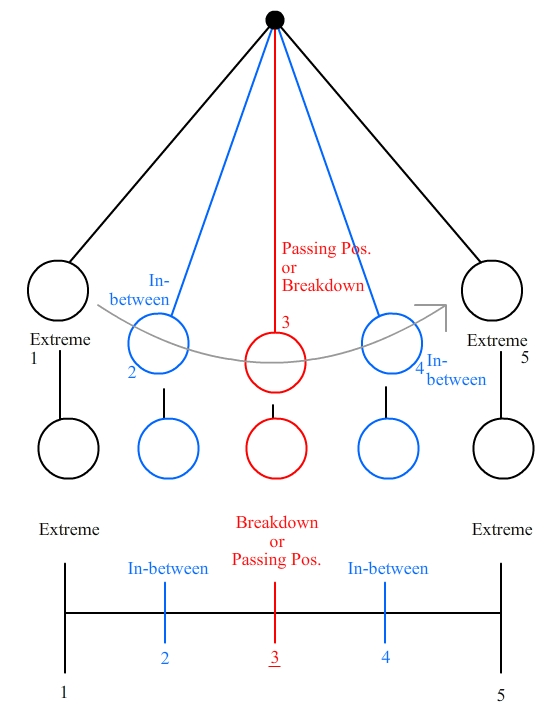 Passing Pos.
or
Breakdown
In-
between
3
Extreme
1
2
4
In-
between
Extreme
5
Extreme
Breakdown
or
Passing Pos.
Extreme
In-between
In-between
2
3
4
1
5